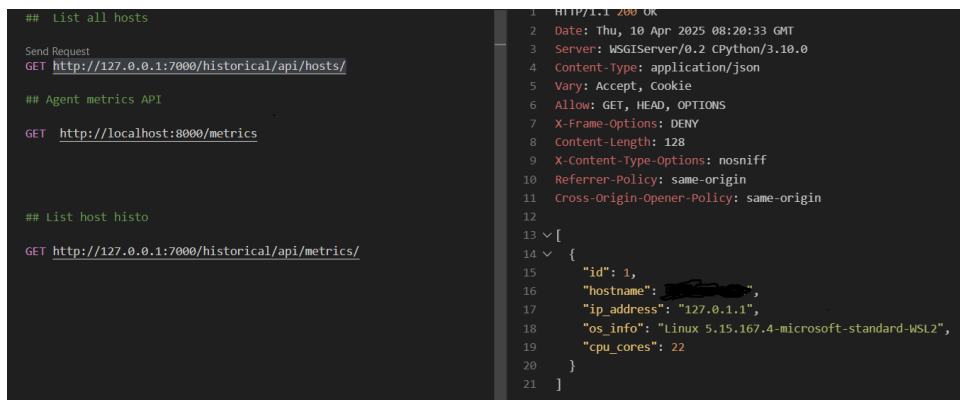 ## List all hosts
Send Request
GET http://127.0.0.1:7000/historical/api/hosts/
## Agent metrics API
GET http://localhost:8000/metrics
## List host histo
GET http://127.0.0.1:7000/historical/api/metrics/
1 HTTP/1.1 200 OK
2 Date: Thu, 10 Apr 2025 08:20:33 GMT
3 Server: WSGIServer/0.2 CPython/3.10.0
4 Content-Type: application/json
5 Vary: Accept, Cookie
6 Allow: GET, HEAD, OPTIONS
7 X-Frame-Options: DENY
8 Content-Length: 128
9 X-Content-Type-Options: nosniff
10 Referrer-Policy: same-origin
11 Cross-Origin-Opener-Policy: same-origin
12
13 [
14 {
15 "id": 1,
16 "hostname": ",
17 "ip_address": "127.0.1.1",
18 "os_info": "Linux 5.15.167.4-microsoft-standard-WSL2",
19 "cpu_cores": 22
20 }
21 ]